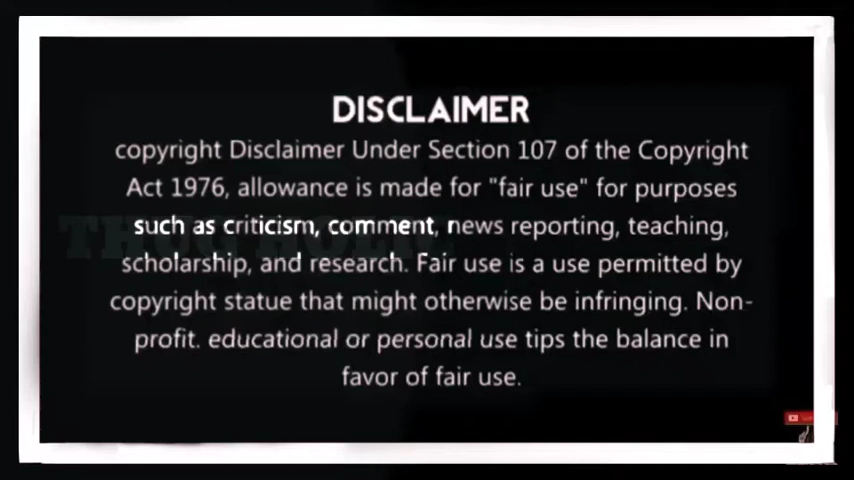 DISCLAIMER
copyright Disclaimer Under Section 107 of the Copyright
Act 1976, allowance is made for "fair use" for purposes
such as criticism, comment, news reporting, teaching,
scholarship, and research. Fair use is a use permitted by
copyright statue that might otherwise be infringing. Non-
profit. educational or personal use tips the balance in
favor of fair use.